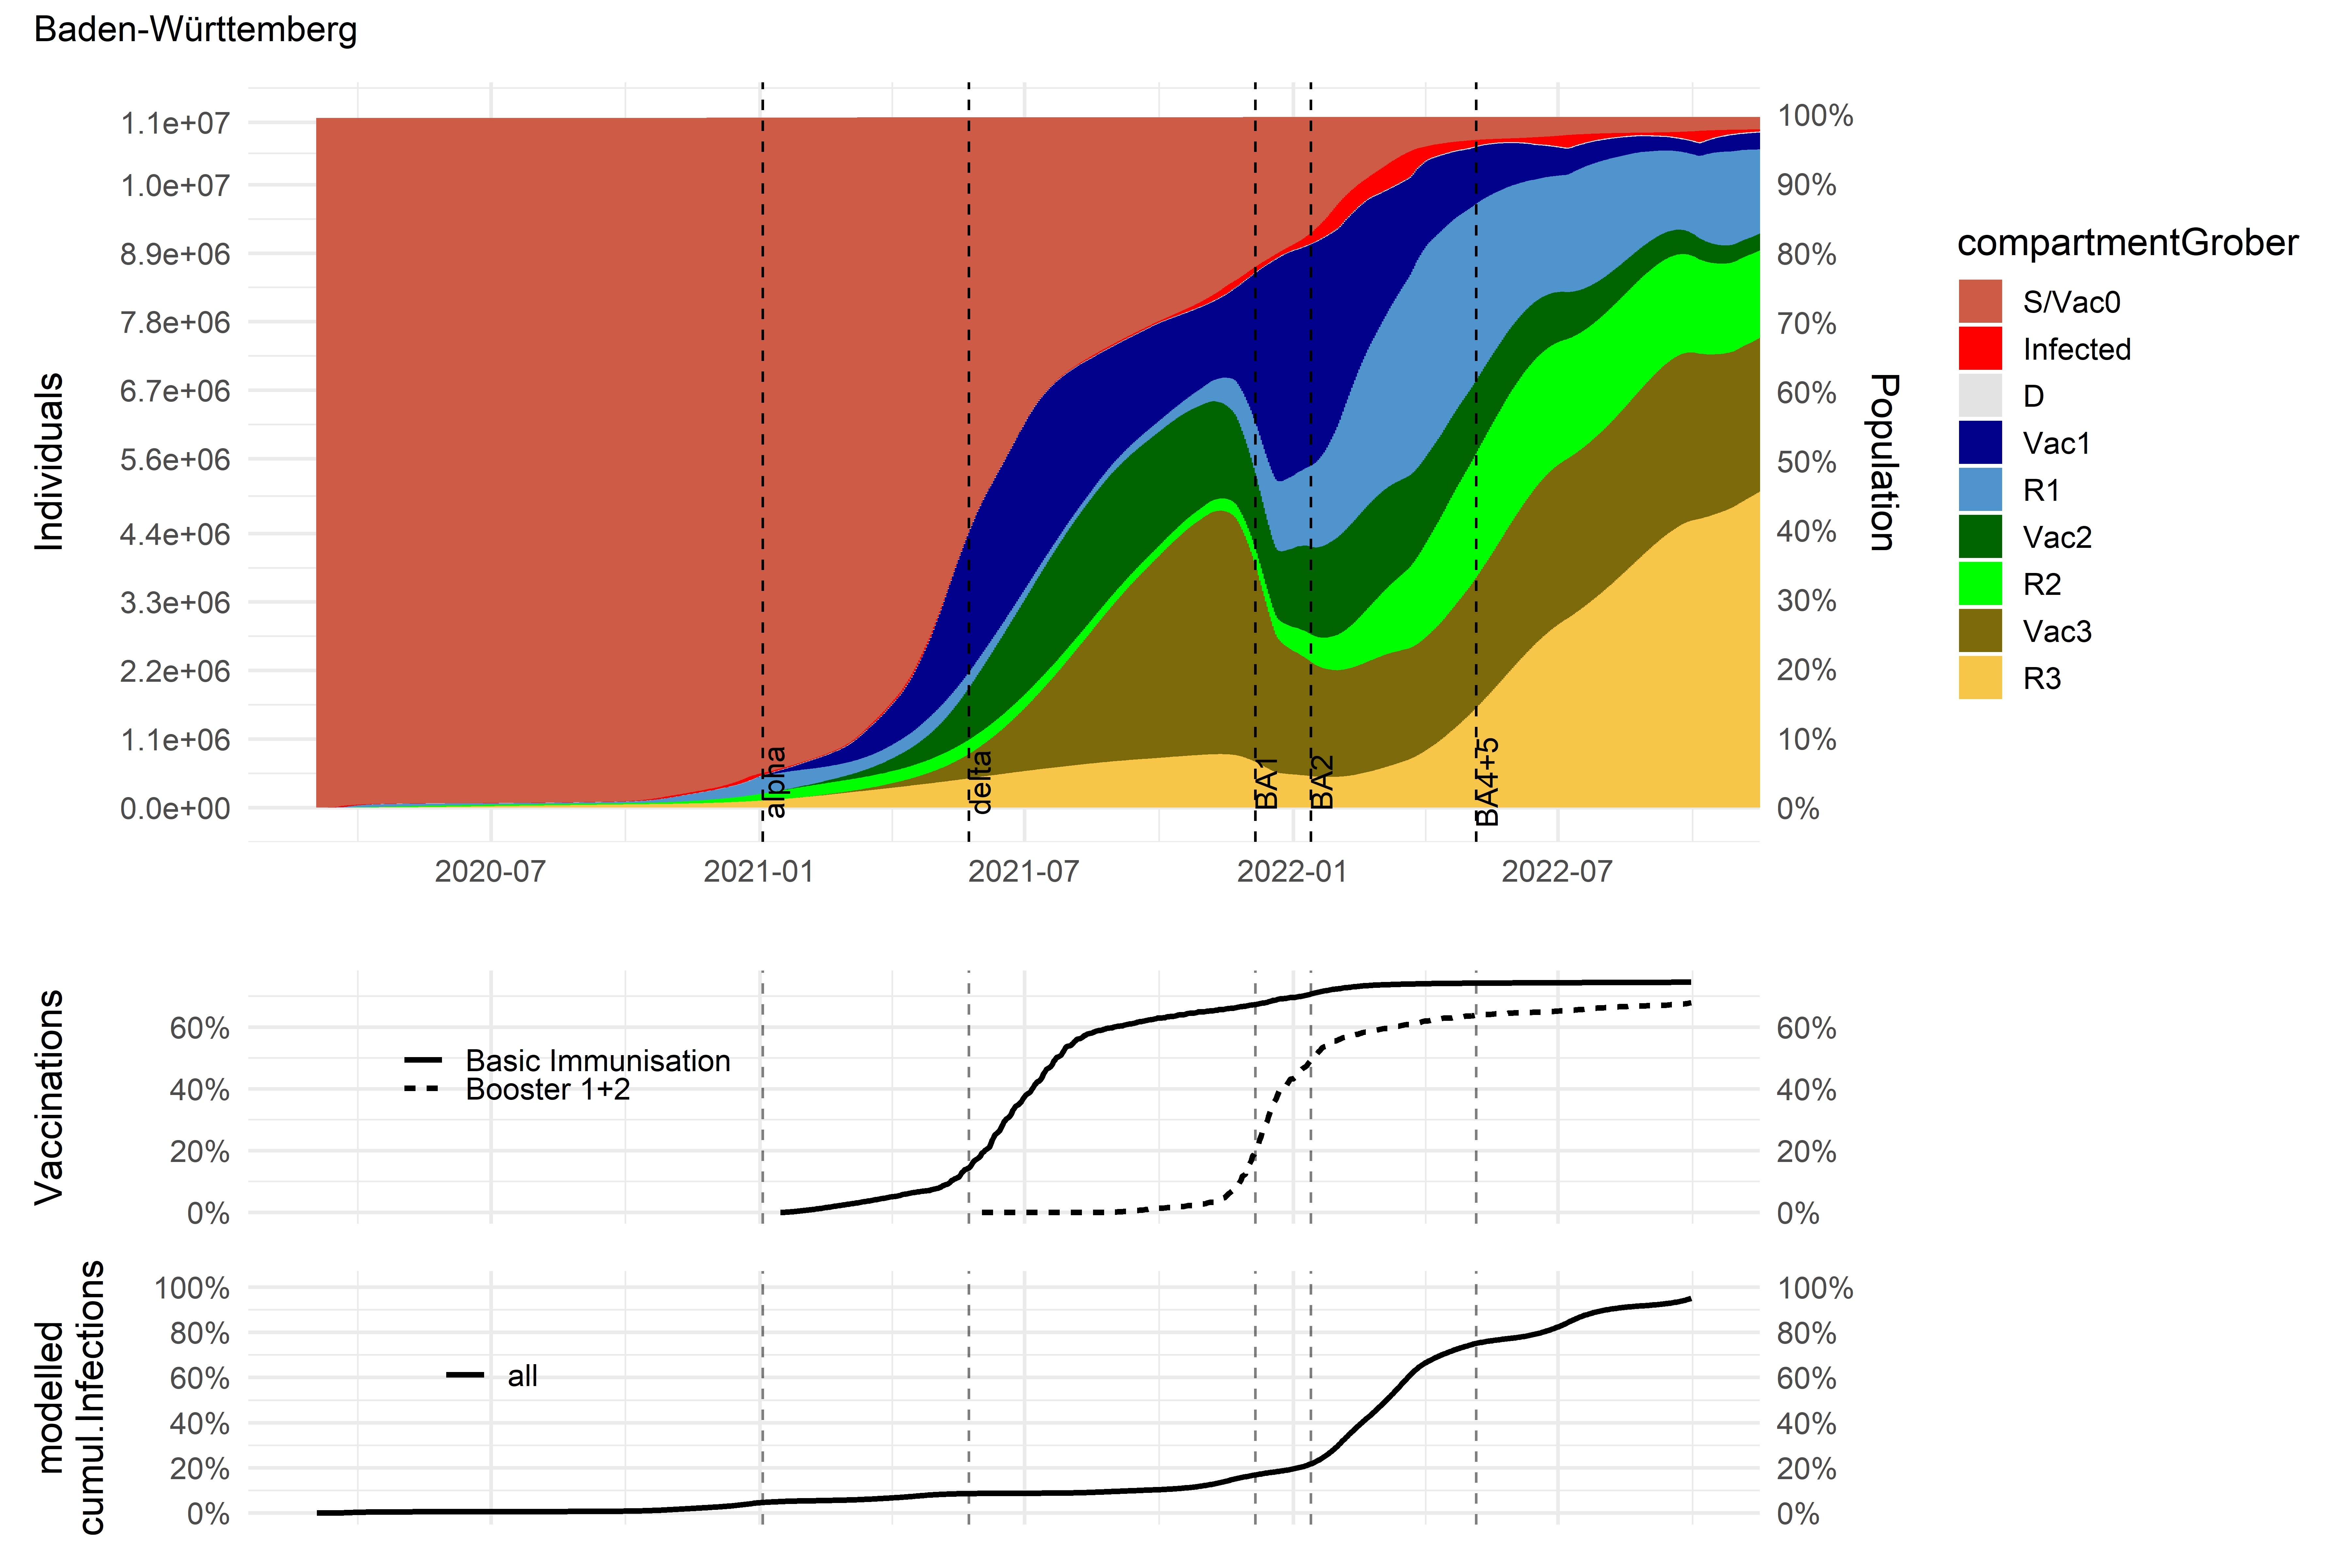 Baden-Württemberg
1.1e+07
1.0e+07
8.9e+06
7.8e+06
6.7e+06
5.6e+06
4.4e+06
3.3e+06
2.2e+06
1.1e+06
0.0e+00
Individuals
100%
90%
80%
70%
60%
50%
40%
30%
20%
10%
0%
Population
alpha
delta
BA1
BA2
BA4+5
2020-07
2021-01
2021-07
2022-01
2022-07
compartmentGrober
S/Vac0
Infected
D
Vac1
R1
Vac2
R2
Vac3
R3
Vaccinations
60%
40%
20%
0%
Basic Immunisation
Booster 1+2
60%
40%
20%
0%
modelled
cumul.Infections
100%
80%
60%
40%
20%
0%
all
100%
80%
60%
40%
20%
0%